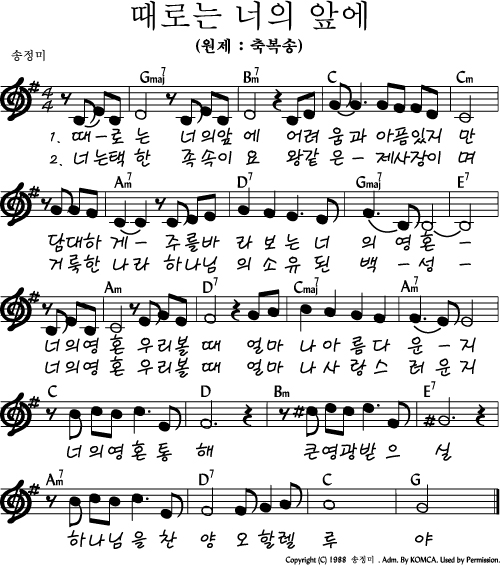 때로는 너의 앞에
(원제 : 축복송)
송정미
Gmaj7 Bm7 C Cm
1. 때-로 는 너의앞 에 어려 움과 아픔있지 만
2. 너는택 한 족속이 요 왕같 은- 제사장이 며
Am7 D7 Gmaj7 E7
담대하 게- 주를바 라 보 는 너 의 영 혼-
거룩한 나라 하나님 의 소 유 된 백 - 성-
Am Am7 D7 Cmaj7 Am7
너의영 혼 우리볼 때 얼마 나 아 름 다 운-지
너의영 혼 우리볼 때 얼마 나 사 랑 스 러운지
C D Bm E7
너의영혼통 해 큰영광받으 실
Am7 D7 C G
하나님을찬 양 오할렐 루 야
Copyright (C) 1988 송정미 . Adm. By KOMCA. Used by Permission.